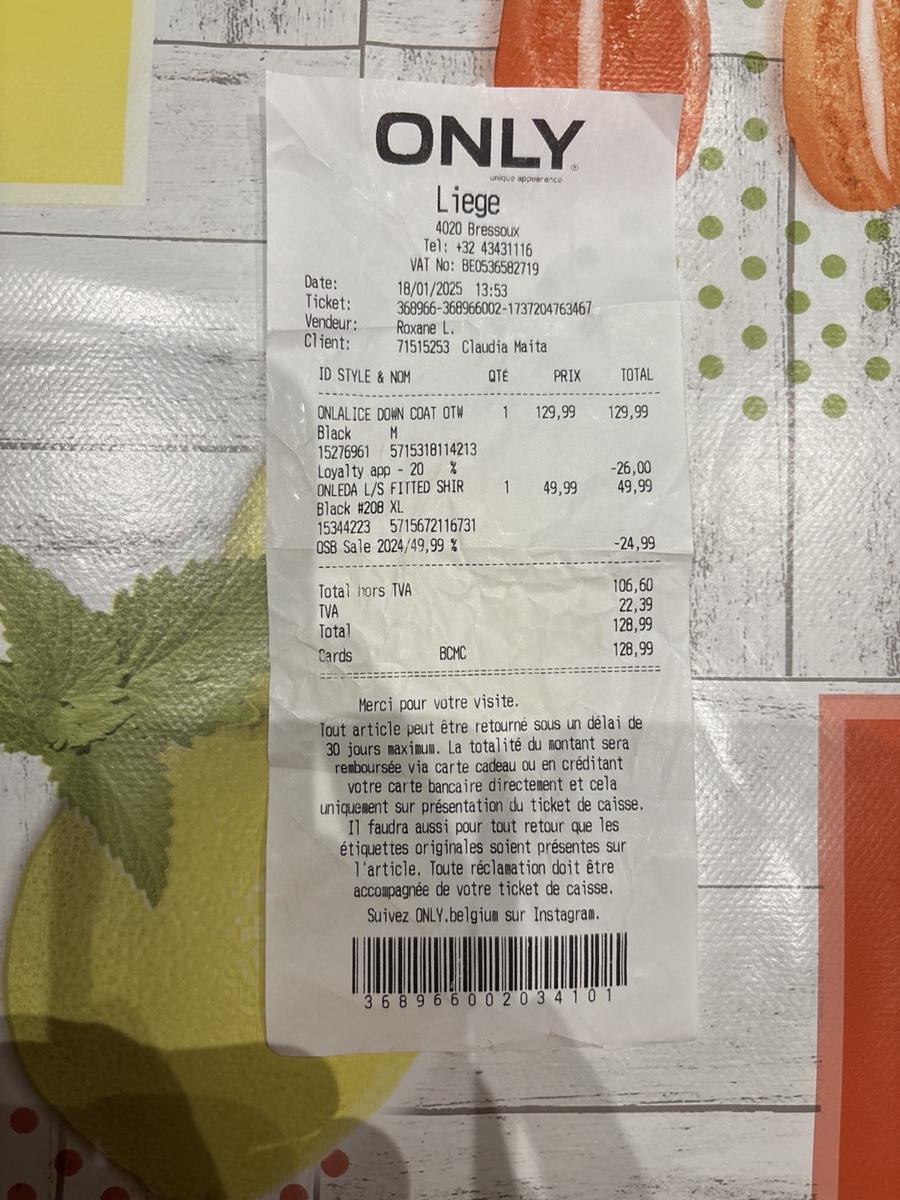 ONLY®
unique appearance
Liege
4020 Bressoux
Tel: +32 43431116
VAT No: BE0536582719
Date: 18/01/2025 13:53
Ticket: 368966-368966002-1737204763467
Vendeur: Roxane L.
Client: 71515253 Claudia Maita
ID STYLE & NOM QTÉ PRIX TOTAL
ONLALICE DOWN COAT OTW 1 129,99 129,99
Black M
15276961 5715318114213
Loyalty app - 20 % -26,00
ONLEDA L/S FITTED SHIR 1 49,99 49,99
Black #208 XL
15344223 5715672116731
OSB Sale 2024/49,99 % -24,99
Total hors TVA 106,60
TVA 22,39
Total 128,99
Cards BCMC 128,99
Merci pour votre visite.
Tout article peut être retourné sous un délai de
30 jours maximum. La totalité du montant sera
remboursée via carte cadeau ou en créditant
votre carte bancaire directement et cela
uniquement sur présentation du ticket de caisse.
Il faudra aussi pour tout retour que les
étiquettes originales soient présentes sur
l'article. Toute réclamation doit être
accompagnée de votre ticket de caisse.
Suivez ONLY.belgium sur Instagram.
368966002034101